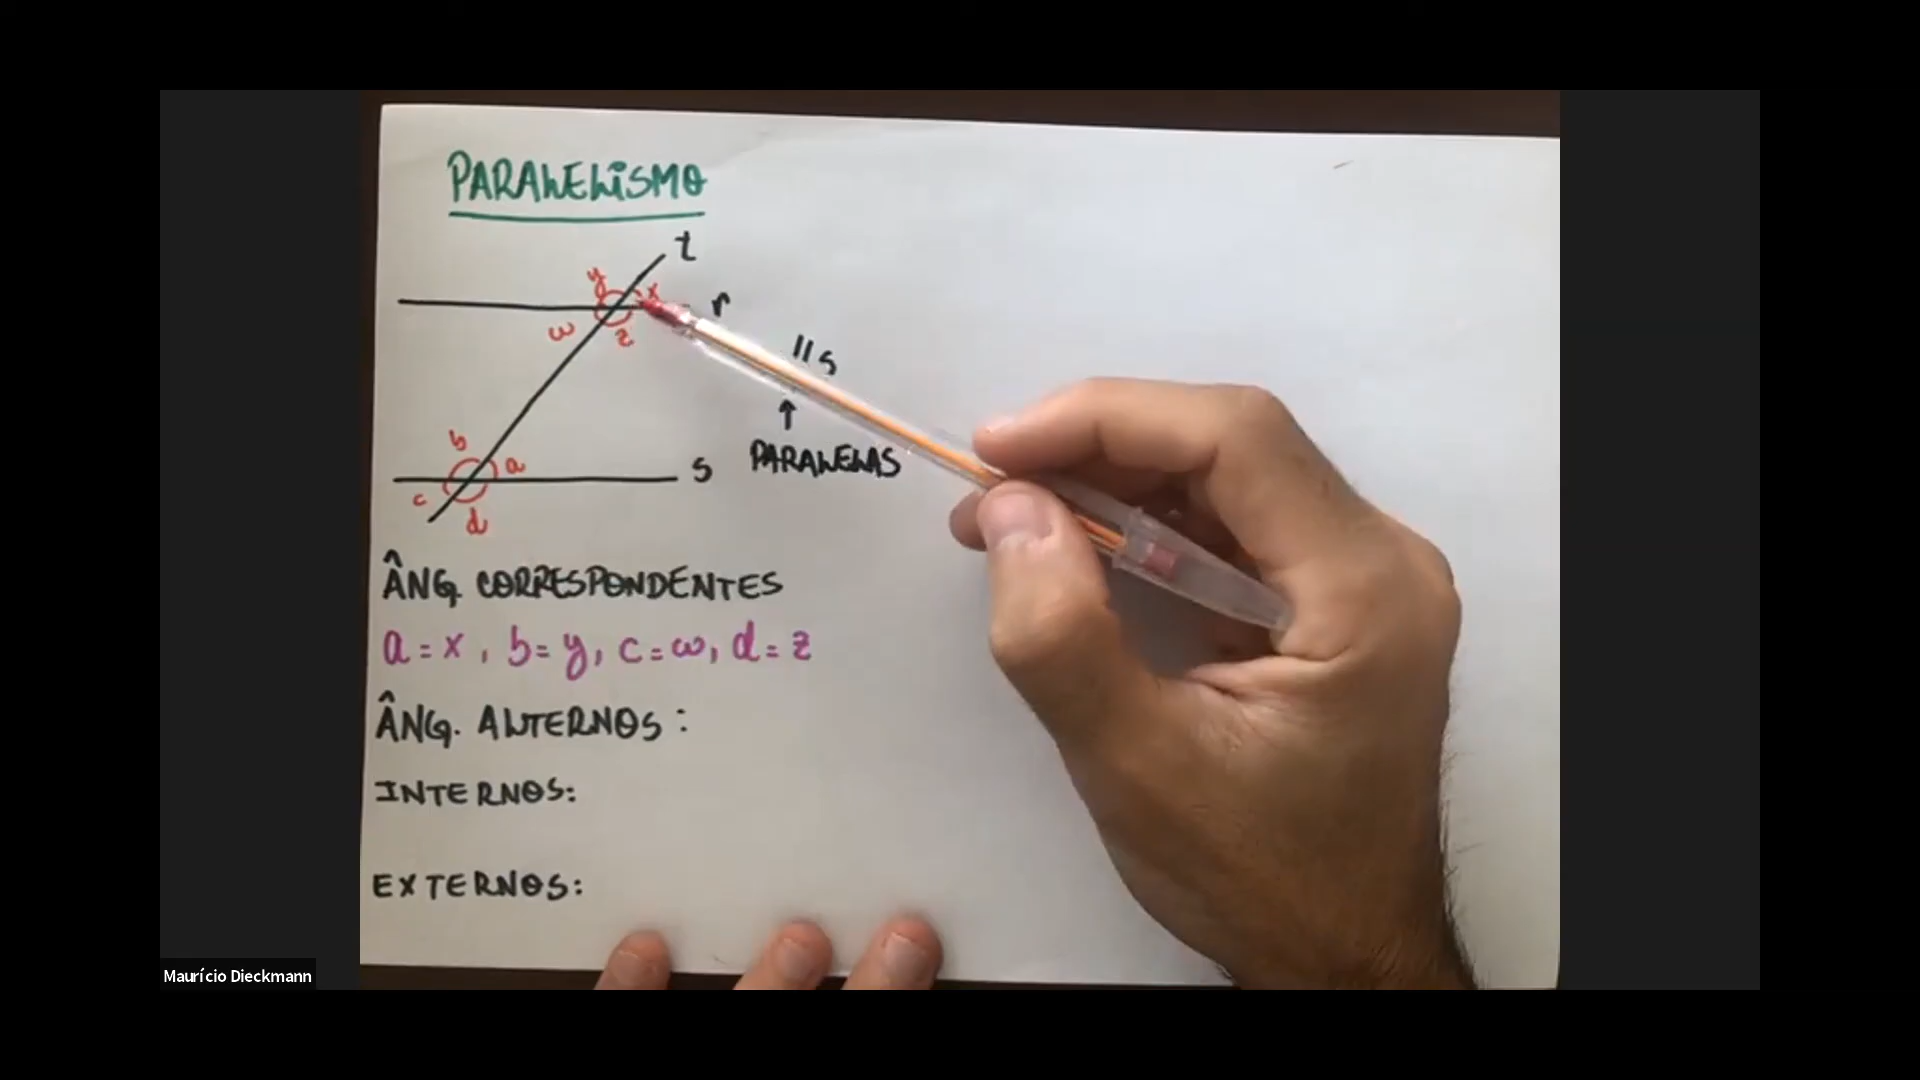 PARALELISMO
t
y x
r
w z
// s
↑
PARALELAS
b a
s
c
d
ÂNG. CORRESPONDENTES
a = x, b = y, c = w, d = z
ÂNG. ALTERNOS:
INTERNOS:
EXTERNOS:
Maurício Dieckmann